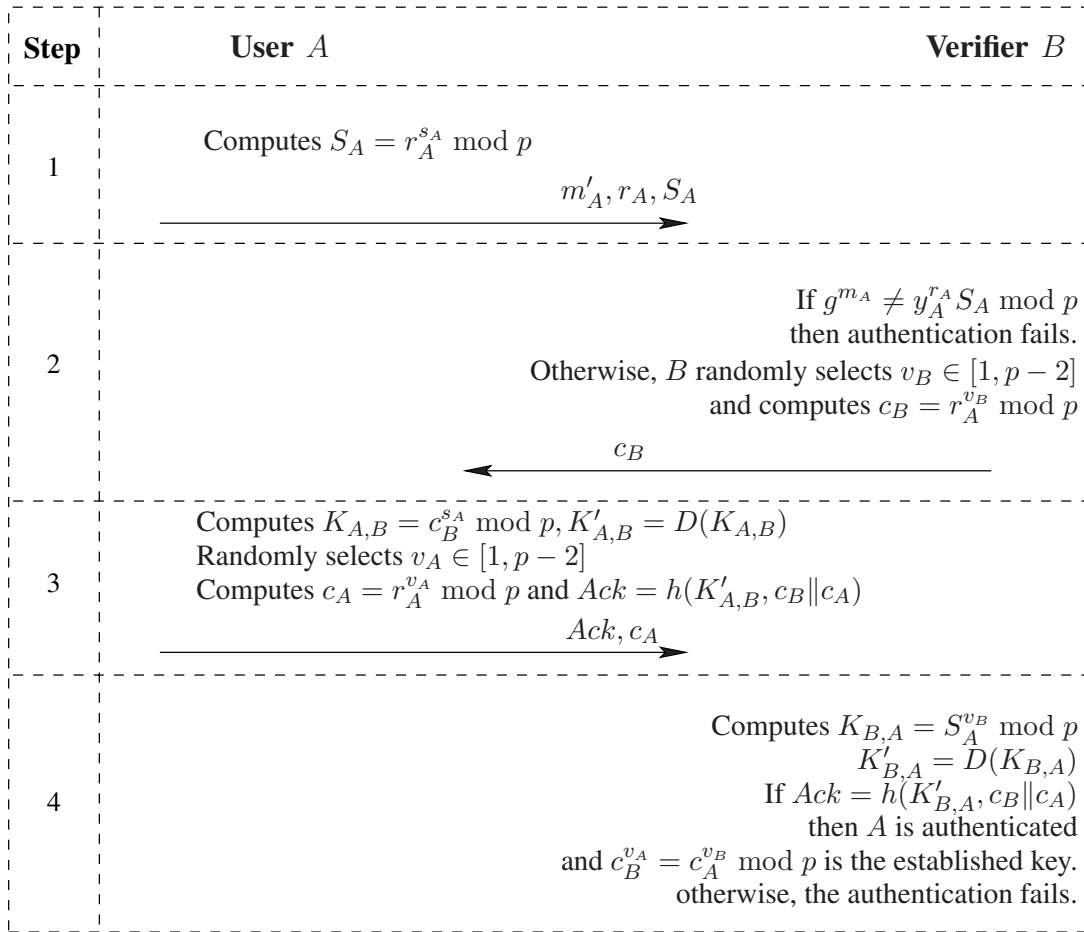 Step User A Verifier B
1
Computes S_A = r_A^{s_A} mod p
m'_A, r_A, S_A
2
If g^{m_A} ≠ y_A^{r_A} S_A mod p
then authentication fails.
Otherwise, B randomly selects v_B ∈ [1, p − 2]
and computes c_B = r_A^{v_B} mod p
c_B
3
Computes K_{A,B} = c_B^{s_A} mod p, K'_{A,B} = D(K_{A,B})
Randomly selects v_A ∈ [1, p − 2]
Computes c_A = r_A^{v_A} mod p and Ack = h(K'_{A,B}, c_B‖c_A)
Ack, c_A
4
Computes K_{B,A} = S_A^{v_B} mod p
K'_{B,A} = D(K_{B,A})
If Ack = h(K'_{B,A}, c_B‖c_A)
then A is authenticated
and c_B^{v_A} = c_A^{v_B} mod p is the established key.
otherwise, the authentication fails.